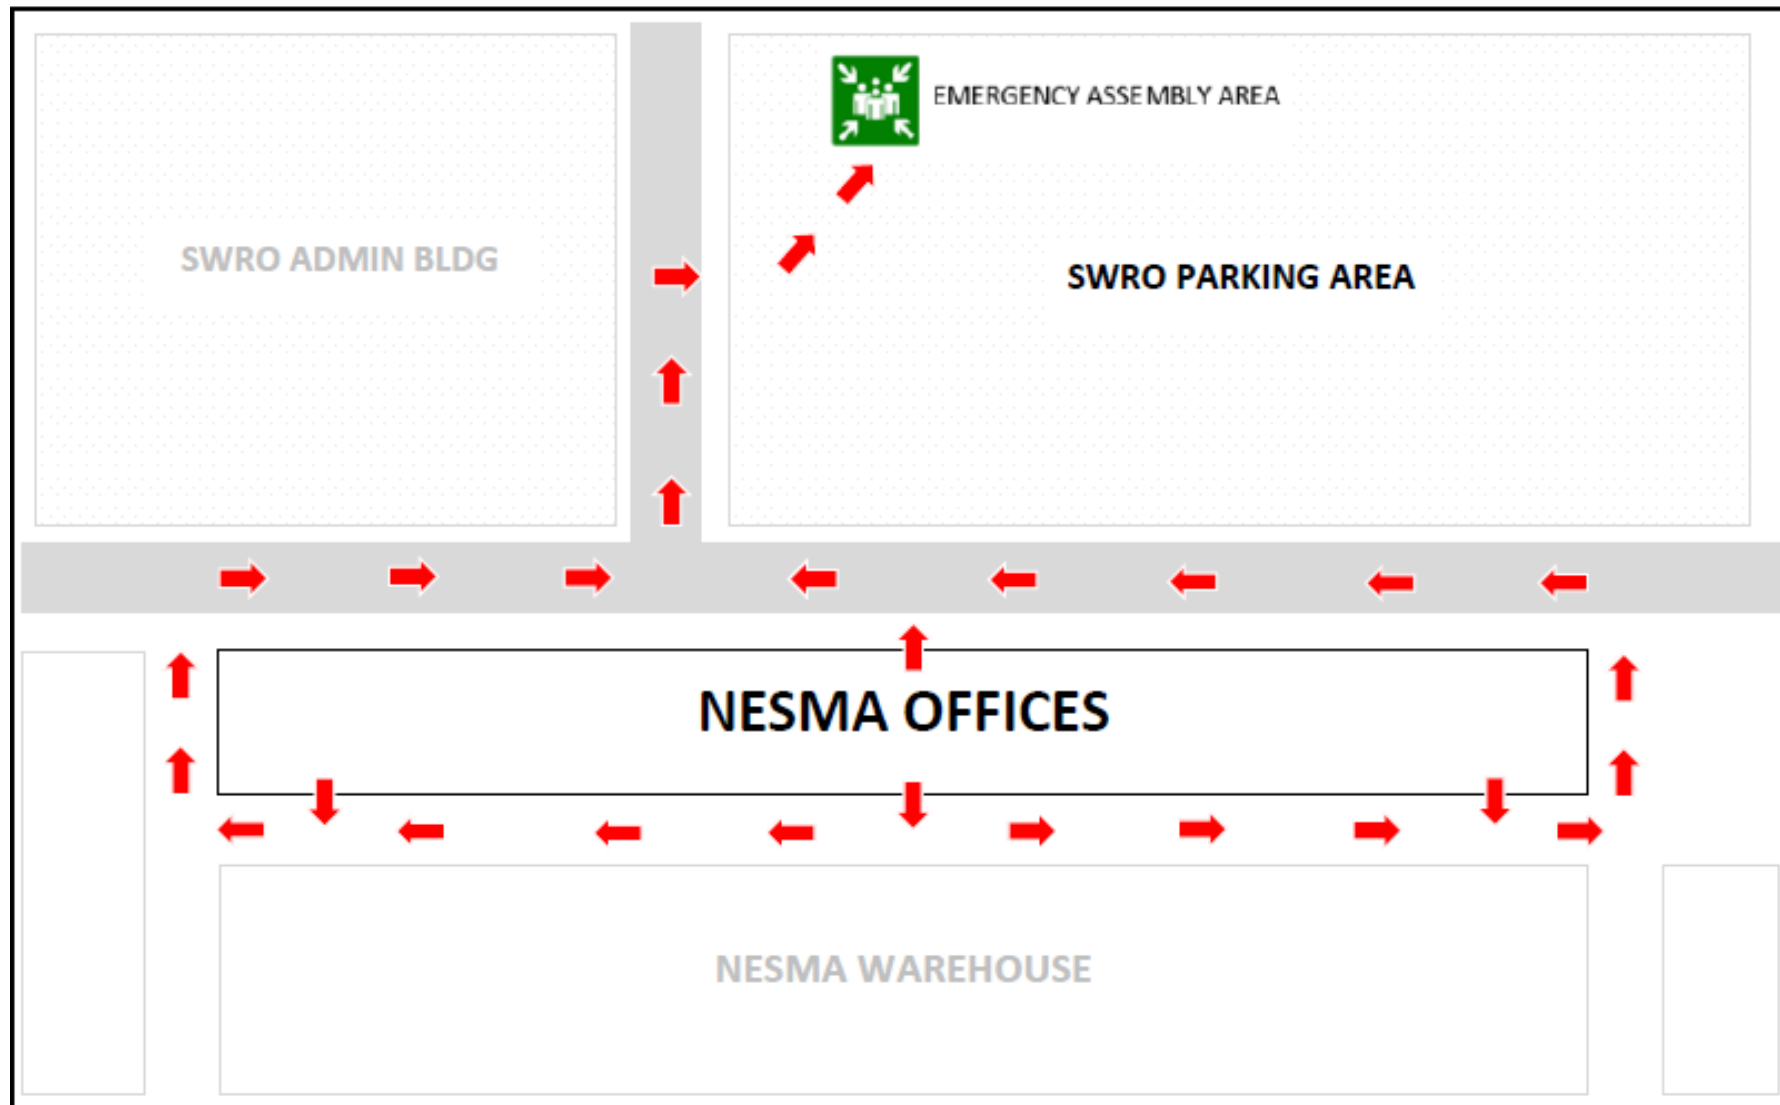 EMERGENCY ASSEMBLY AREA
SWRO ADMIN BLDG
SWRO PARKING AREA
NESMA OFFICES
NESMA WAREHOUSE